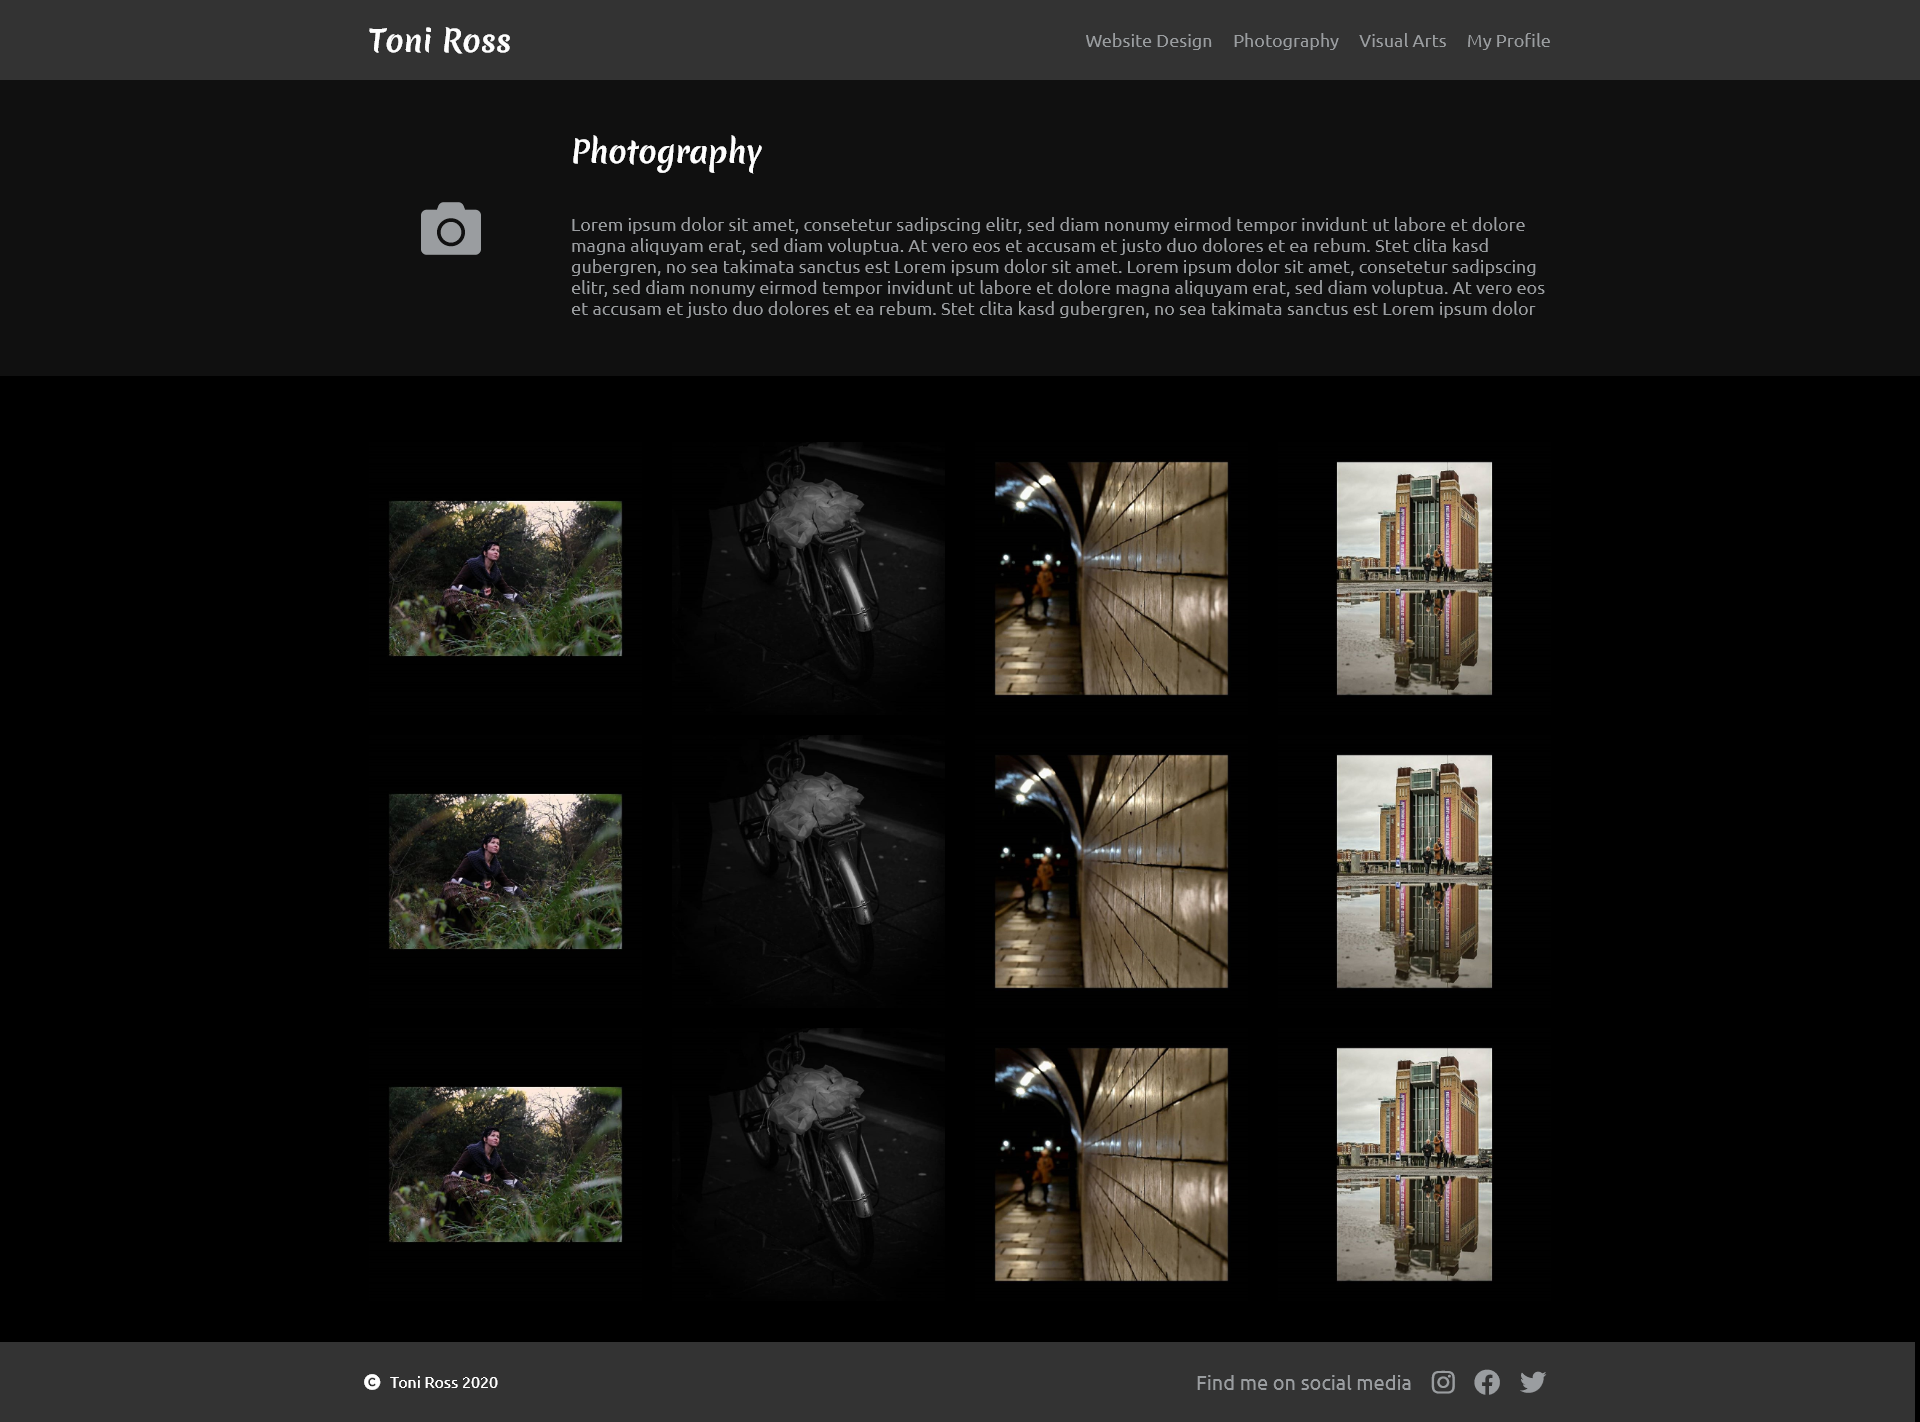 Toni Ross
Website Design Photography Visual Arts My Profile
Photography
Lorem ipsum dolor sit amet, consetetur sadipscing elitr, sed diam nonumy eirmod tempor invidunt ut labore et dolore
magna aliquyam erat, sed diam voluptua. At vero eos et accusam et justo duo dolores et ea rebum. Stet clita kasd
gubergren, no sea takimata sanctus est Lorem ipsum dolor sit amet. Lorem ipsum dolor sit amet, consetetur sadipscing
elitr, sed diam nonumy eirmod tempor invidunt ut labore et dolore magna aliquyam erat, sed diam voluptua. At vero eos
et accusam et justo duo dolores et ea rebum. Stet clita kasd gubergren, no sea takimata sanctus est Lorem ipsum dolor
© Toni Ross 2020
Find me on social media